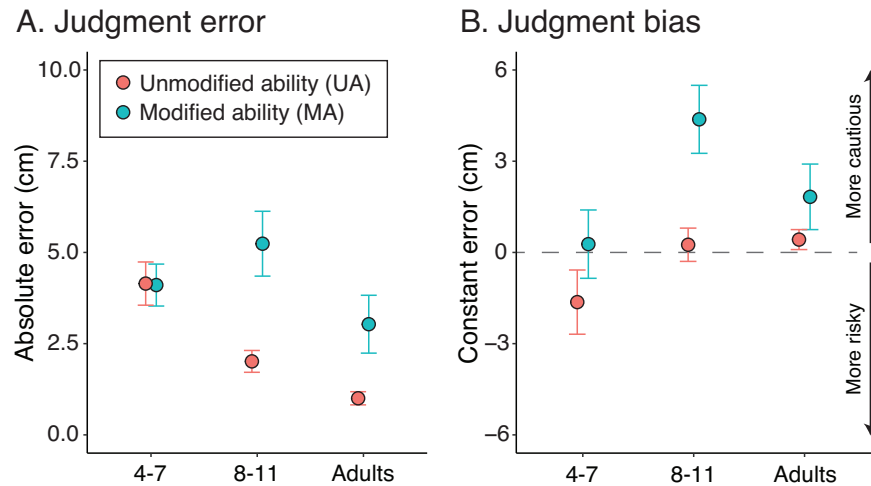 A. Judgment error
Absolute error (cm)
10.0
7.5
5.0
2.5
0.0
Unmodified ability (UA)
Modified ability (MA)
4-7
8-11
Adults
B. Judgment bias
Constant error (cm)
6
3
0
−3
−6
More cautious
More risky
4-7
8-11
Adults